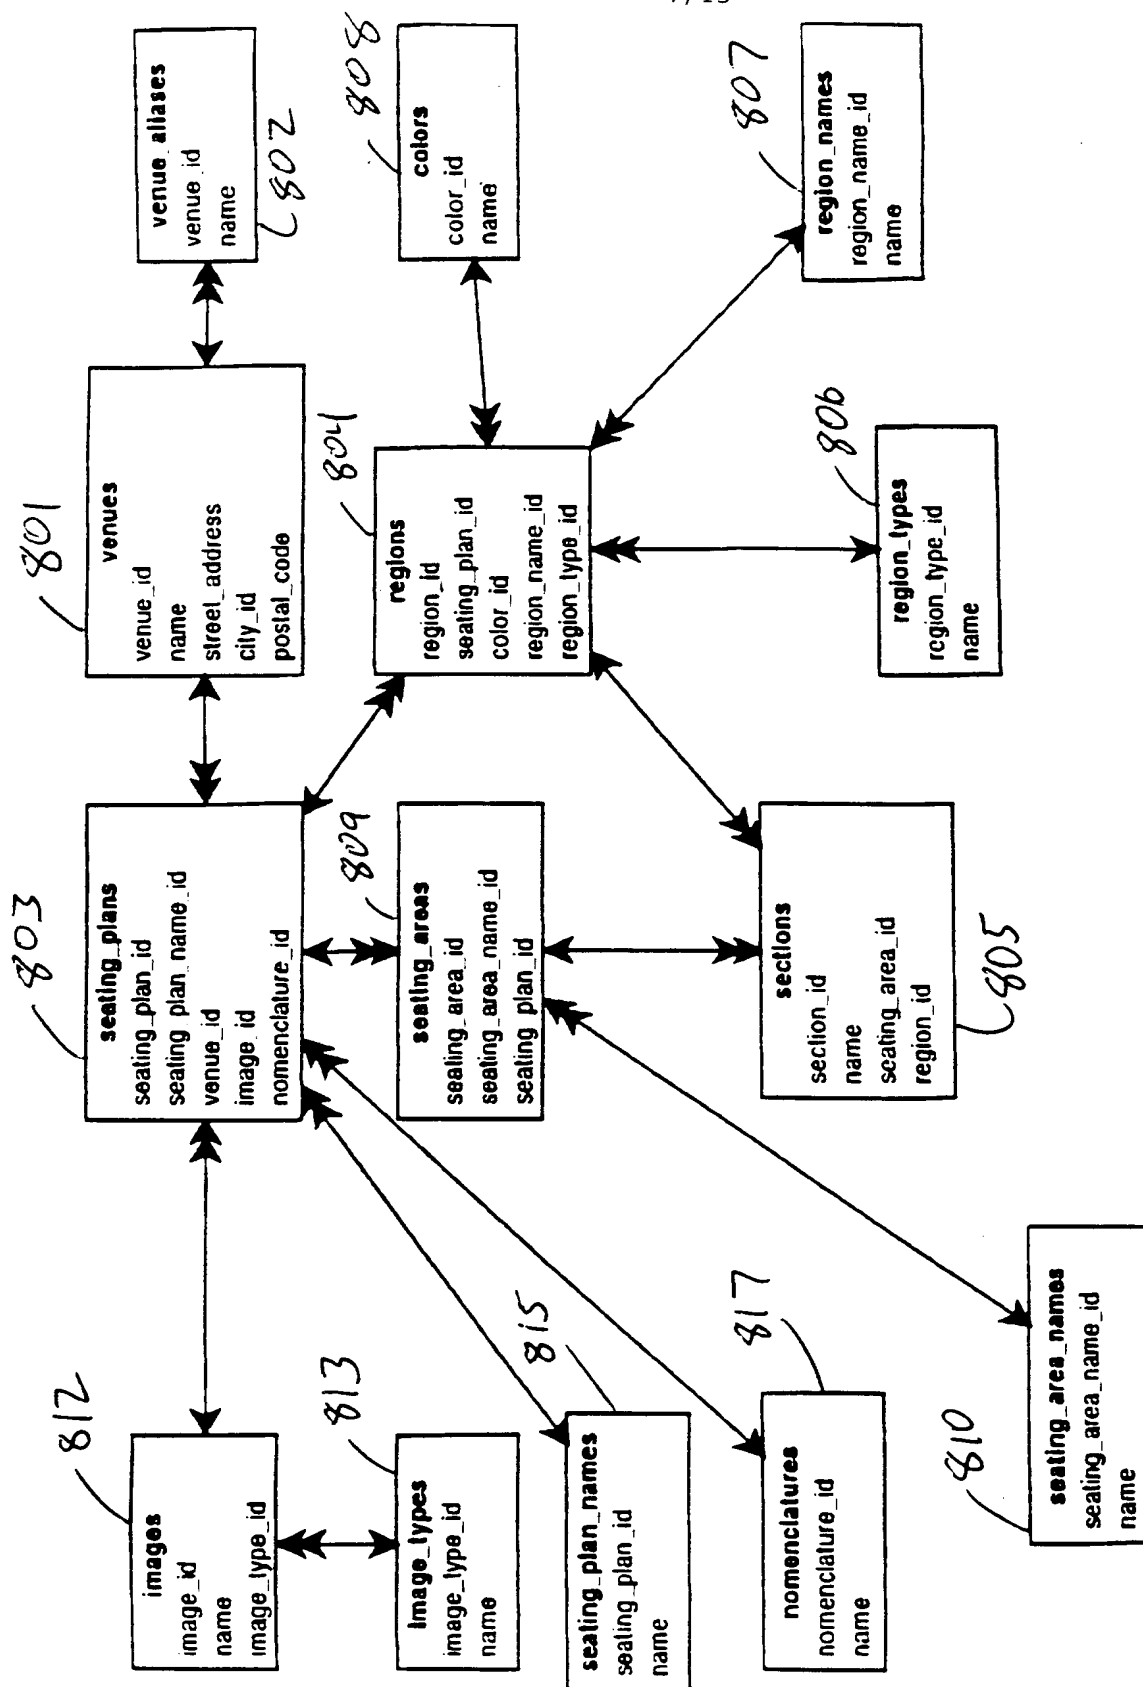 812
images
image_id
name
image_type_id
813
image_types
image_type_id
name
815
seating_plan_names
seating_plan_id
name
817
nomenclatures
nomenclature_id
name
810
seating_area_names
seating_area_name_id
name
803
seating_plans
seating_plan_id
seating_plan_name_id
venue_id
image_id
nomenclature_id
809
seating_areas
seating_area_id
seating_area_name_id
seating_plan_id
sections
section_id
name
seating_area_id
region_id
805
801
venues
venue_id
name
street_address
city_id
postal_code
804
regions
region_id
seating_plan_id
color_id
region_name_id
region_type_id
806
region_types
region_type_id
name
venue_aliases
venue_id
name
802
808
colors
color_id
name
807
region_names
region_name_id
name